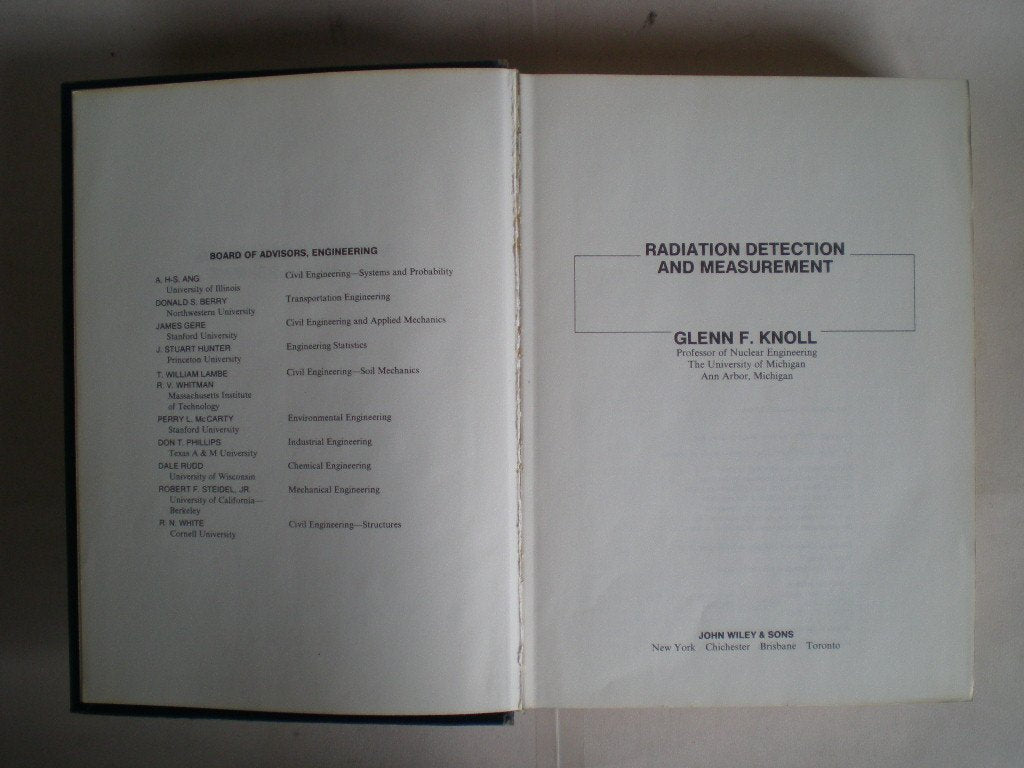 BOARD OF ADVISORS, ENGINEERING
A. H-S. ANG Civil Engineering—Systems and Probability
University of Illinois
DONALD S. BERRY Transportation Engineering
Northwestern University
JAMES GERE Civil Engineering and Applied Mechanics
Stanford University
J. STUART HUNTER Engineering Statistics
Princeton University
T. WILLIAM LAMBE Civil Engineering—Soil Mechanics
R. V. WHITMAN
Massachusetts Institute
of Technology
PERRY L. McCARTY Environmental Engineering
Stanford University
DON T. PHILLIPS Industrial Engineering
Texas A & M University
DALE RUDD Chemical Engineering
University of Wisconsin
ROBERT F. STEIDEL, JR. Mechanical Engineering
University of California—
Berkeley
R. N. WHITE Civil Engineering—Structures
Cornell University
RADIATION DETECTION
AND MEASUREMENT
GLENN F. KNOLL
Professor of Nuclear Engineering
The University of Michigan
Ann Arbor, Michigan
JOHN WILEY & SONS
New York Chichester Brisbane Toronto